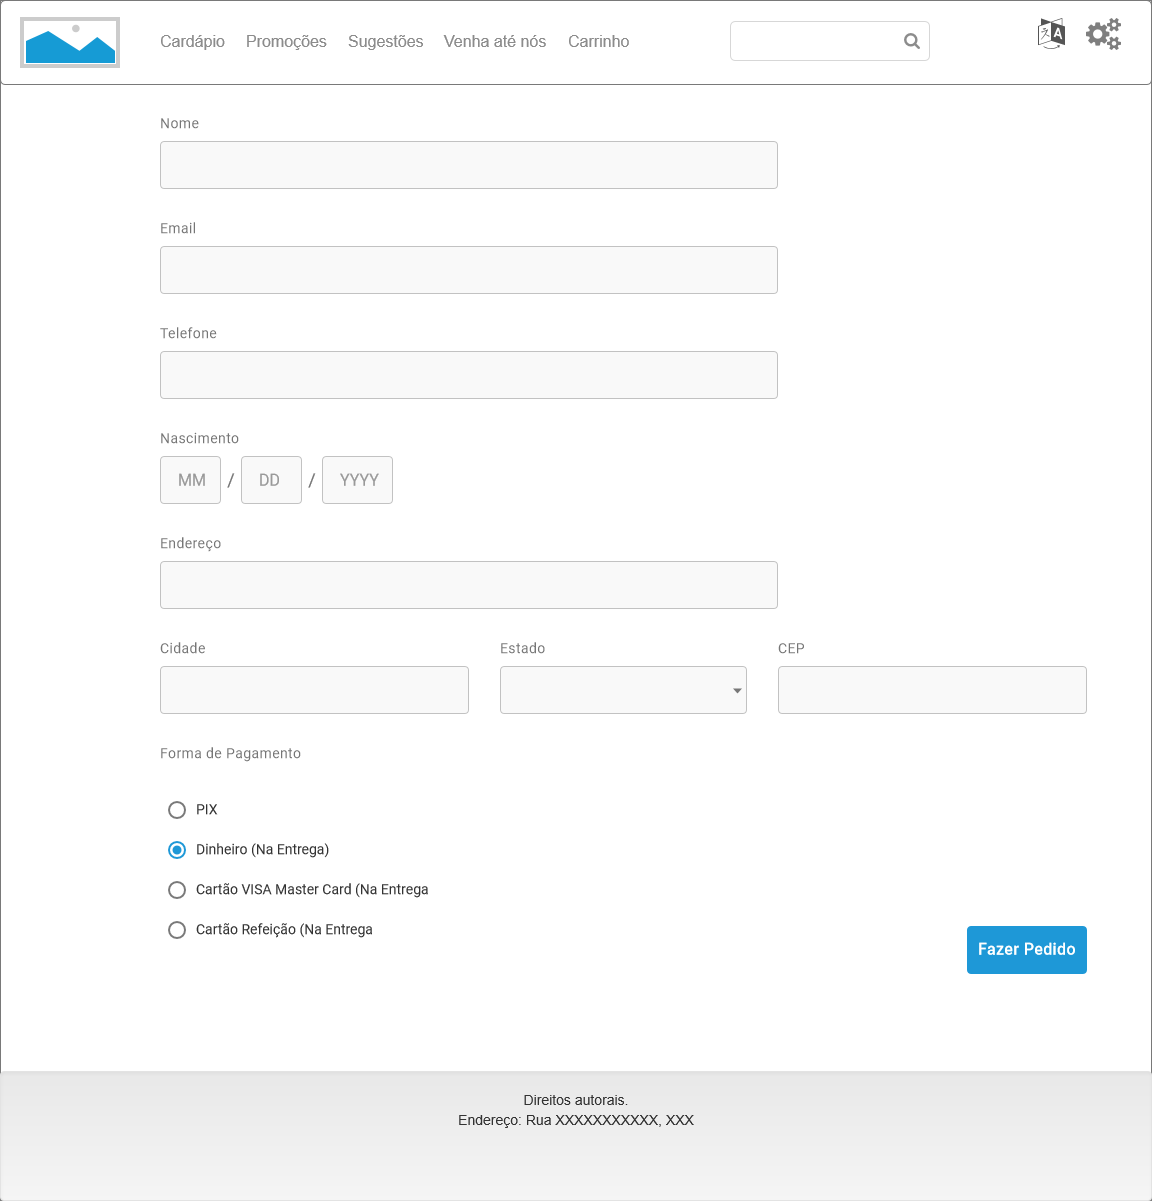 Cardápio Promoções Sugestões Venha até nós Carrinho
A
Nome
Email
Telefone
Nascimento
MM / DD / YYYY
Endereço
Cidade Estado CEP
Forma de Pagamento
PIX
Dinheiro (Na Entrega)
Cartão VISA Master Card (Na Entrega
Cartão Refeição (Na Entrega
Fazer Pedido
Direitos autorais.
Endereço: Rua XXXXXXXXXXX, XXX